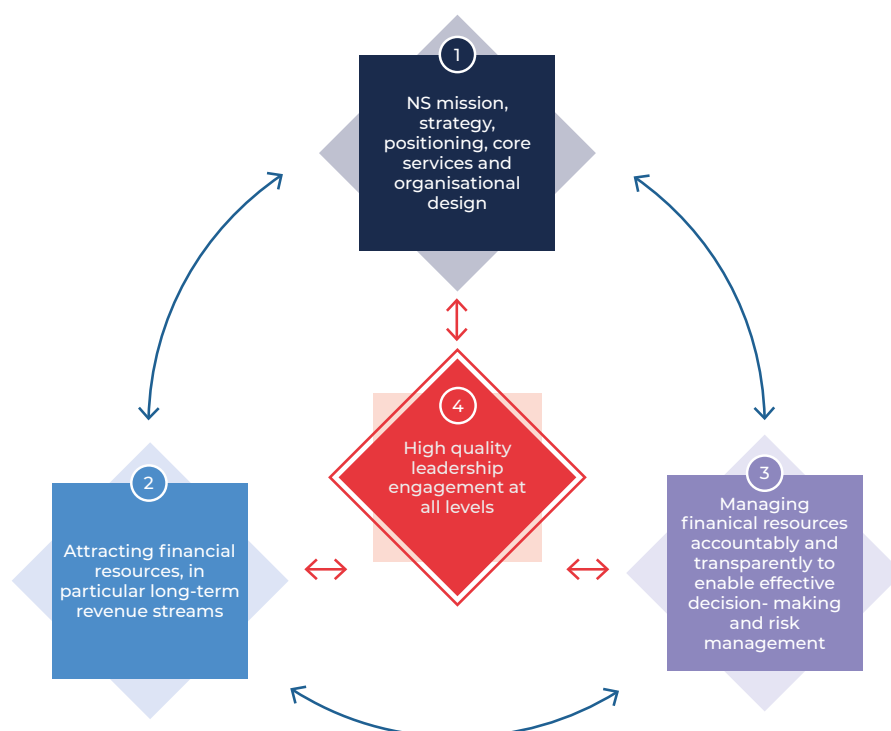 1
NS mission,
strategy,
positioning, core
services and
organisational
design
4
High quality
leadership
engagement at
all levels
2
Attracting financial
resources, in
particular long-term
revenue streams
3
Managing
finanical resources
accountably and
transparently to
enable effective
decision- making
and risk
management